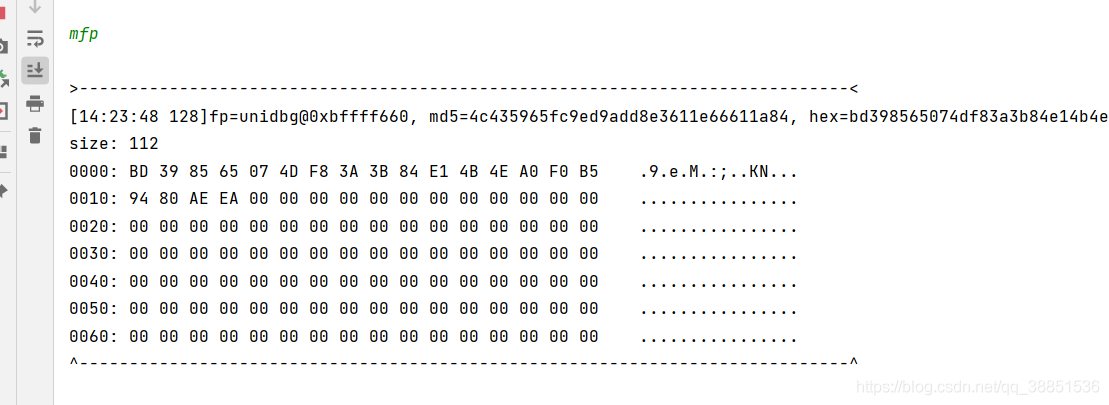 mfp
>-----------------------------------------------------------------------------<
[14:23:48 128]fp=unidbg@0xbffff660, md5=4c435965fc9ed9add8e3611e66611a84, hex=bd398565074df83a3b84e14b4e
size: 112
0000: BD 39 85 65 07 4D F8 3A 3B 84 E1 4B 4E A0 F0 B5    .9.e.M.:;..KN...
0010: 94 80 AE EA 00 00 00 00 00 00 00 00 00 00 00 00    ................
0020: 00 00 00 00 00 00 00 00 00 00 00 00 00 00 00 00    ................
0030: 00 00 00 00 00 00 00 00 00 00 00 00 00 00 00 00    ................
0040: 00 00 00 00 00 00 00 00 00 00 00 00 00 00 00 00    ................
0050: 00 00 00 00 00 00 00 00 00 00 00 00 00 00 00 00    ................
0060: 00 00 00 00 00 00 00 00 00 00 00 00 00 00 00 00    ................
^-----------------------------------------------------------------------------^
https://blog.csdn.net/qq_38851536